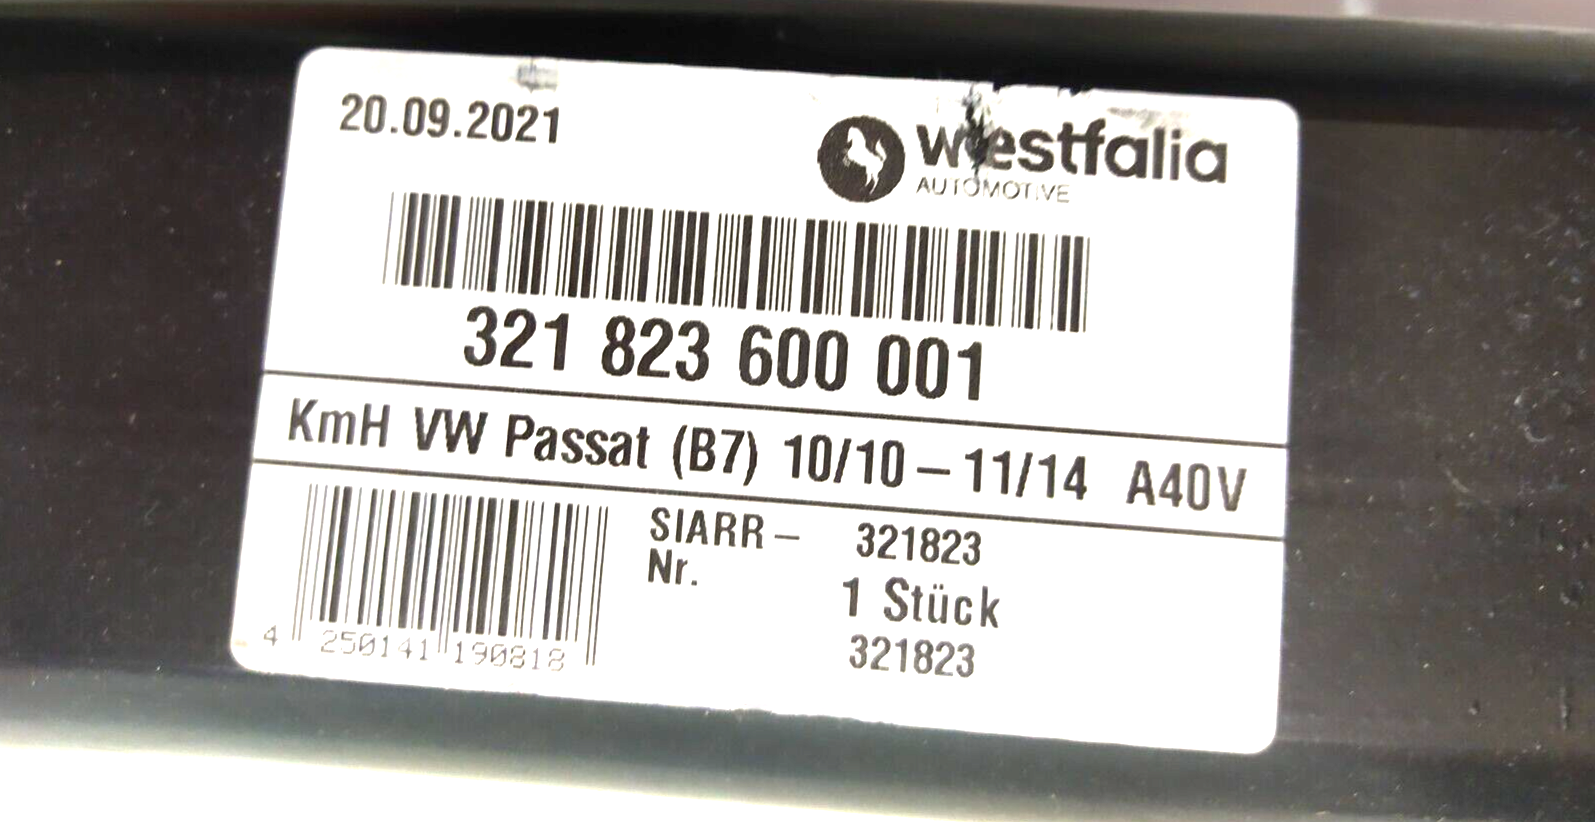 20.09.2021
Westfalia
AUTOMOTIVE
321 823 600 001
KmH VW Passat (B7) 10/10 – 11/14 A40V
SIARR – 321823
Nr.
1 Stück
321823
4 250141 190818